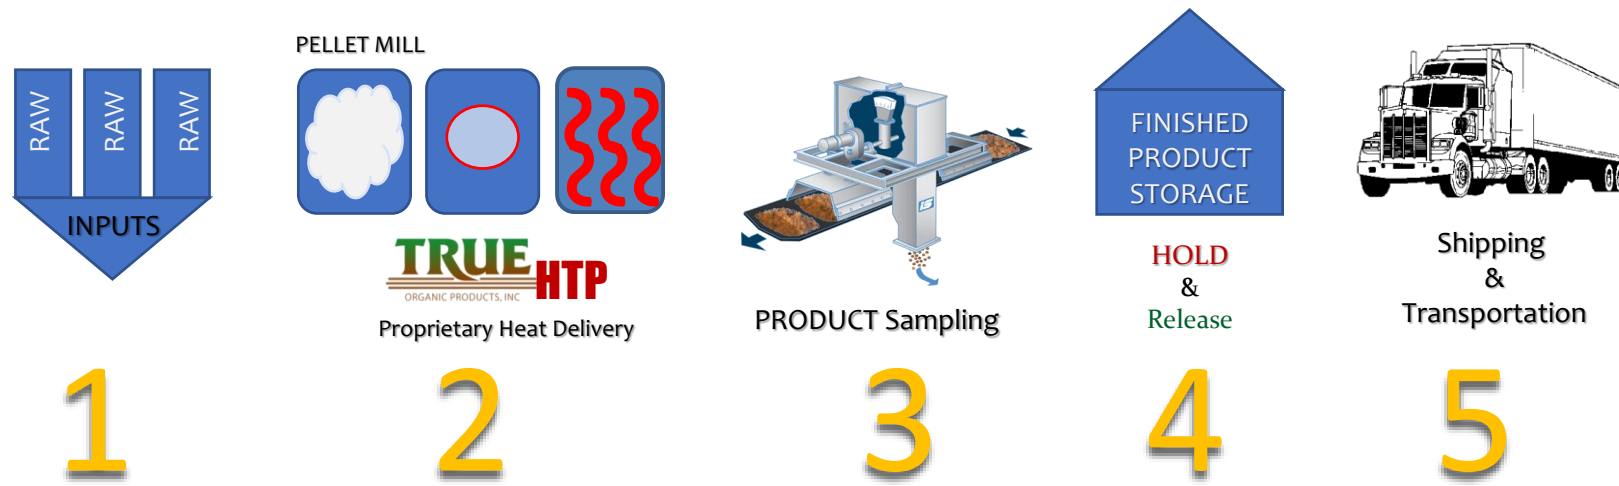 RAW
RAW
RAW
INPUTS
1
PELLET MILL
TRUE
ORGANIC PRODUCTS, INC
HTP
Proprietary Heat Delivery
2
PRODUCT Sampling
3
FINISHED
PRODUCT
STORAGE
HOLD
&
Release
4
Shipping
&
Transportation
5